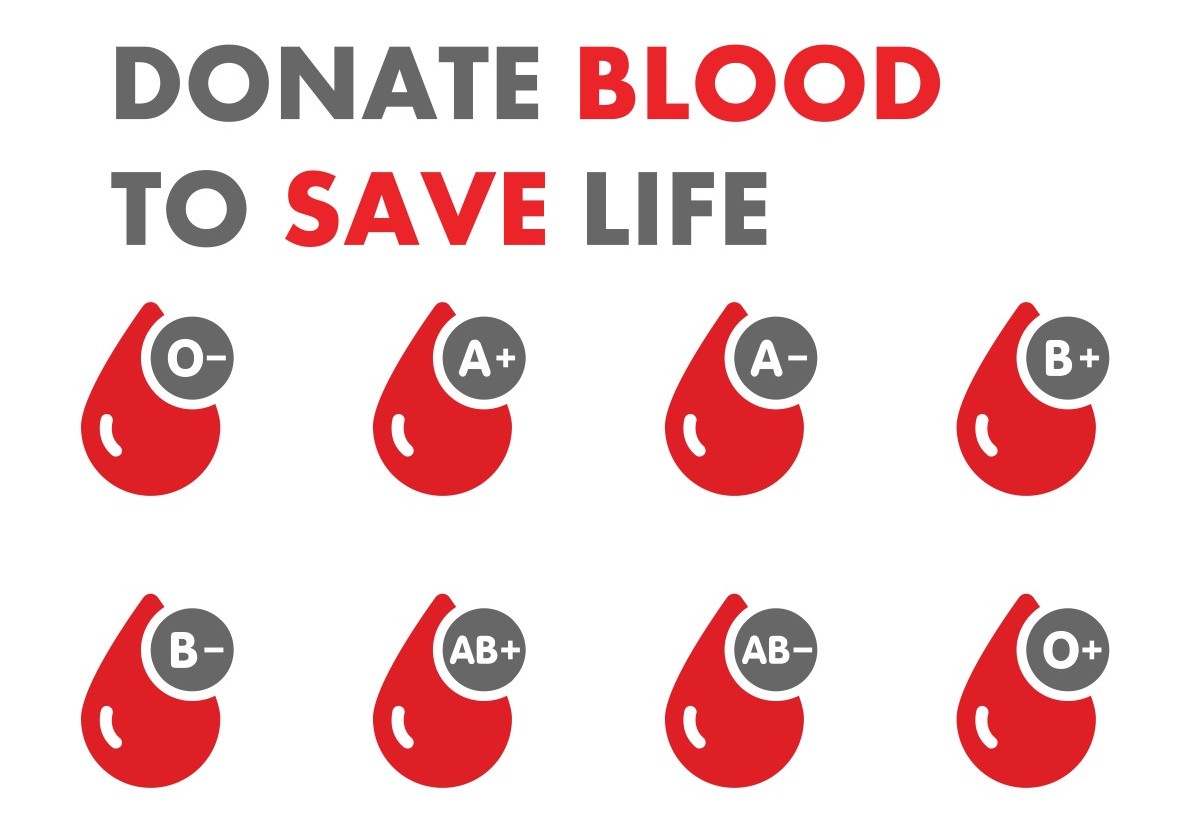 DONATE BLOOD
TO SAVE LIFE
O− A+ A− B+
B− AB+ AB− O+